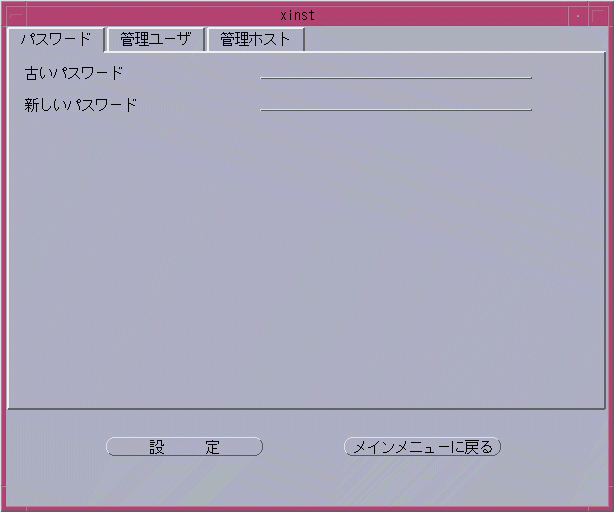 xinst
パスワード 管理ユーザ 管理ホスト
古いパスワード
新しいパスワード
設 定 メインメニューに戻る